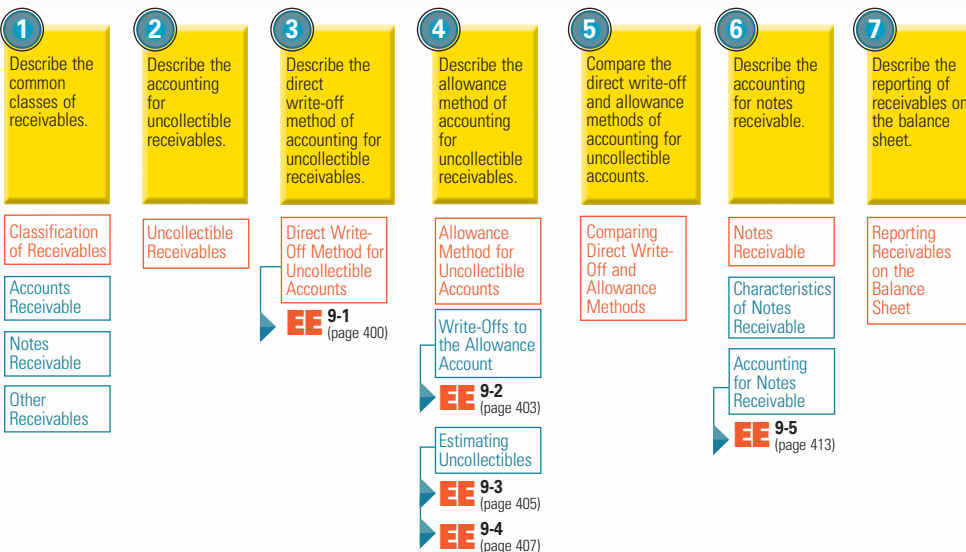 1
Describe the
common
classes of
receivables.
Classification
of Receivables
Accounts
Receivable
Notes
Receivable
Other
Receivables
2
Describe the
accounting
for
uncollectible
receivables.
Uncollectible
Receivables
3
Describe the
direct
write-off
method of
accounting for
uncollectible
receivables.
Direct Write-
Off Method for
Uncollectible
Accounts
EE 9-1
(page 400)
4
Describe the
allowance
method of
accounting
for
uncollectible
receivables.
Allowance
Method for
Uncollectible
Accounts
Write-Offs to
the Allowance
Account
EE 9-2
(page 403)
Estimating
Uncollectibles
EE 9-3
(page 405)
EE 9-4
(page 407)
5
Compare the
direct write-off
and allowance
methods of
accounting for
uncollectible
accounts.
Comparing
Direct Write-
Off and
Allowance
Methods
6
Describe the
accounting
for notes
receivable.
Notes
Receivable
Characteristics
of Notes
Receivable
Accounting
for Notes
Receivable
EE 9-5
(page 413)
7
Describe the
reporting of
receivables on
the balance
sheet.
Reporting
Receivables
on the
Balance
Sheet